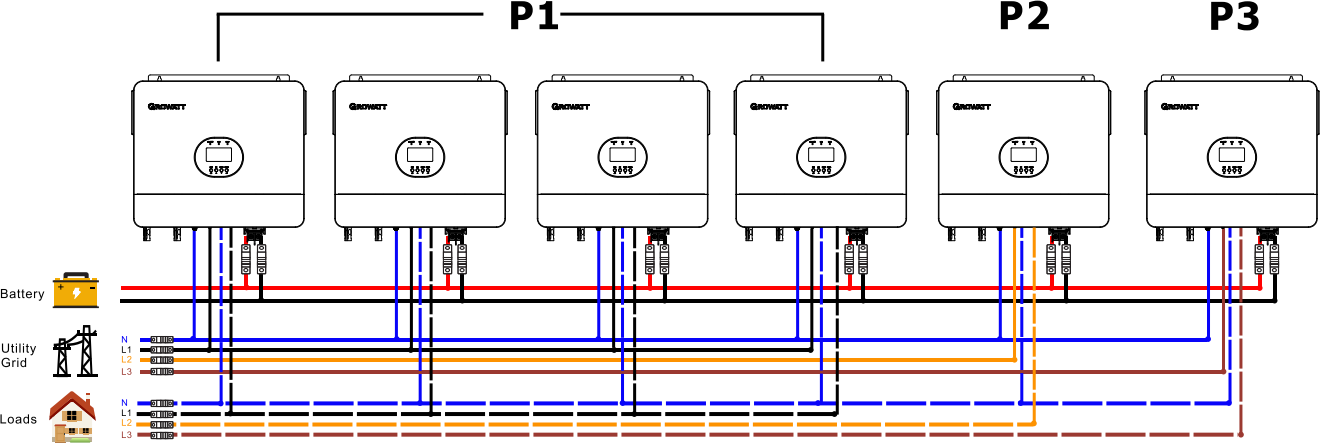 P1 P2 P3
GROWATT GROWATT GROWATT GROWATT GROWATT GROWATT
Battery
+ -
Utility
Grid
N
L1
L2
L3
Loads
N
L1
L2
L3